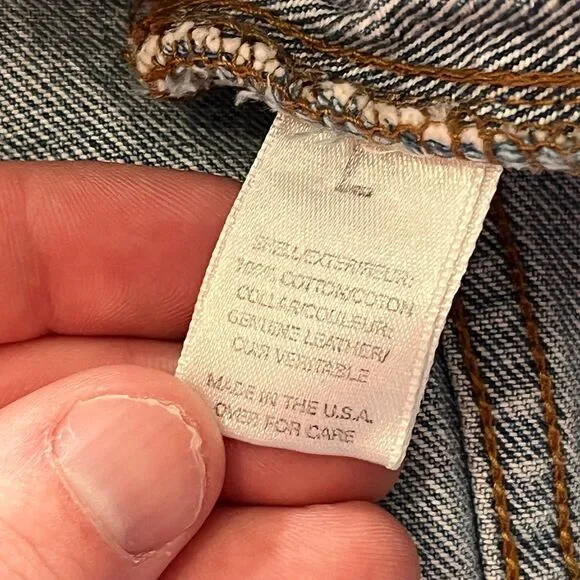 L
SHELL/EXTERIEUR:
100% COTTON/COTON
COLLAR/COULEUR:
GENUINE LEATHER/
CUIR VERITABLE
MADE IN THE U.S.A.
OVER FOR CARE